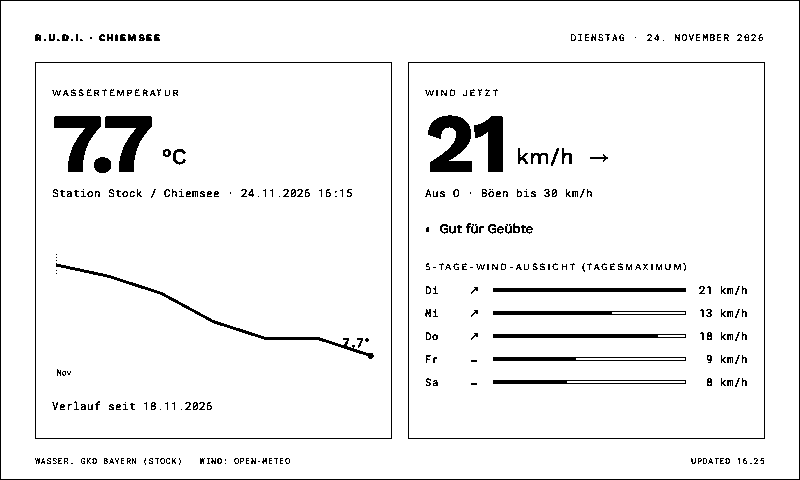 R.U.D.I. · CHIEMSEE
DIENSTAG · 24. NOVEMBER 2026
WASSERTEMPERATUR
7.7 °C
Station Stock / Chiemsee · 24.11.2026 16:15
7.7°
Nov
Verlauf seit 18.11.2026
WIND JETZT
21 km/h →
Aus O · Böen bis 30 km/h
Gut für Geübte
5-TAGE-WIND-AUSSICHT (TAGESMAXIMUM)
Di ↗ 21 km/h
Mi ↗ 13 km/h
Do ↗ 18 km/h
Fr – 9 km/h
Sa – 8 km/h
WASSER: GKD BAYERN (STOCK) WIND: OPEN-METEO
UPDATED 16:25